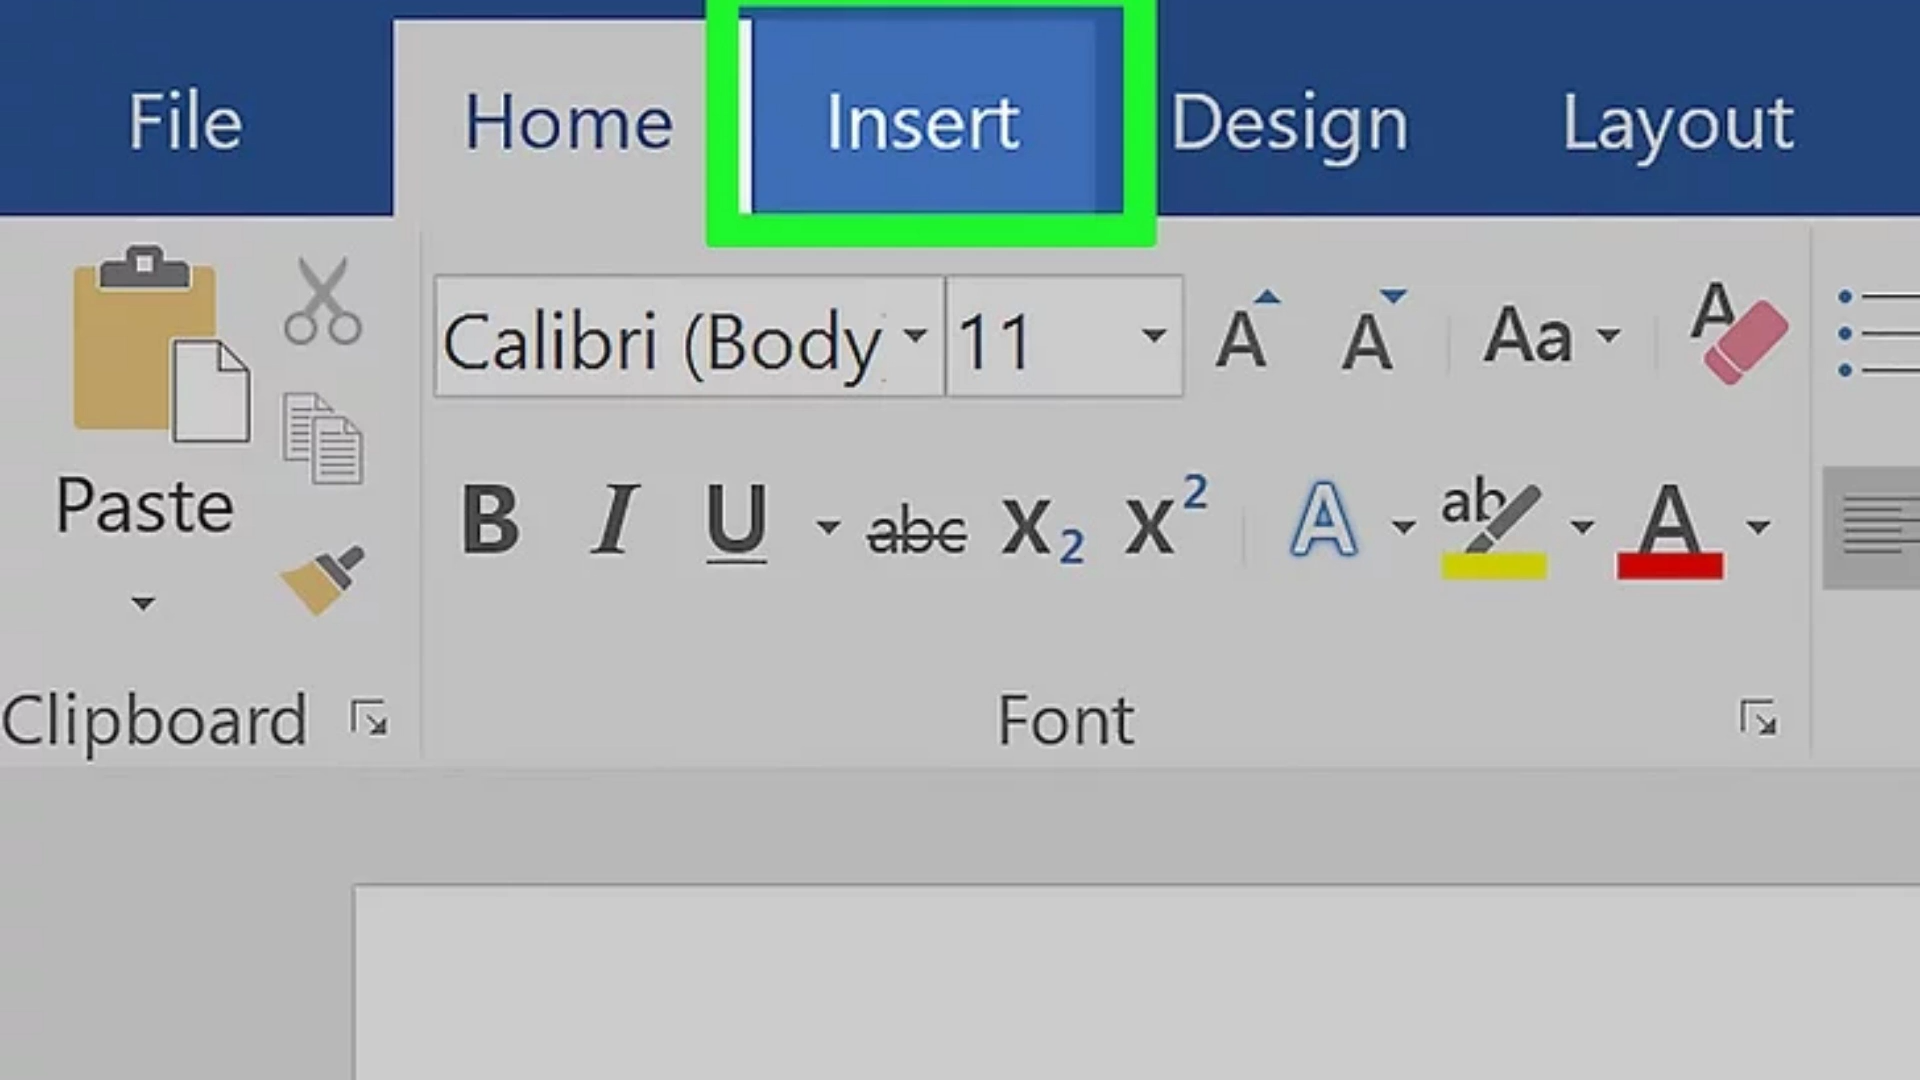 File Home Insert Design Layout
Calibri (Body 11 A A Aa A
Paste
B I U abc X₂ X² A ab A
Clipboard Font